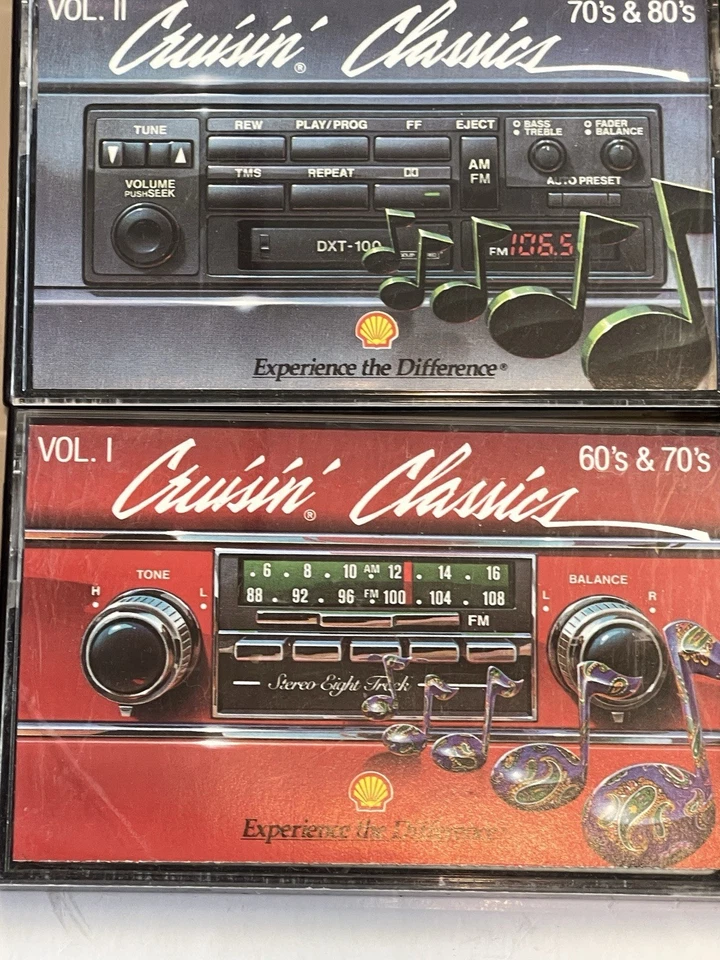 VOL. II
70's & 80's
Cruisin'® Classics
TUNE
REW PLAY/PROG FF EJECT
BASS
TREBLE
FADER
BALANCE
AM
FM
TMS REPEAT
VOLUME
PUSH SEEK
AUTO PRESET
DXT-100
FM 106.5
Experience the Difference®
VOL. I
60's & 70's
Cruisin'® Classics
TONE
H L
BALANCE
L R
6 8 10 AM 12 14 16
88 92 96 FM 100 104 108
FM
Stereo Eight Track
Experience the Difference